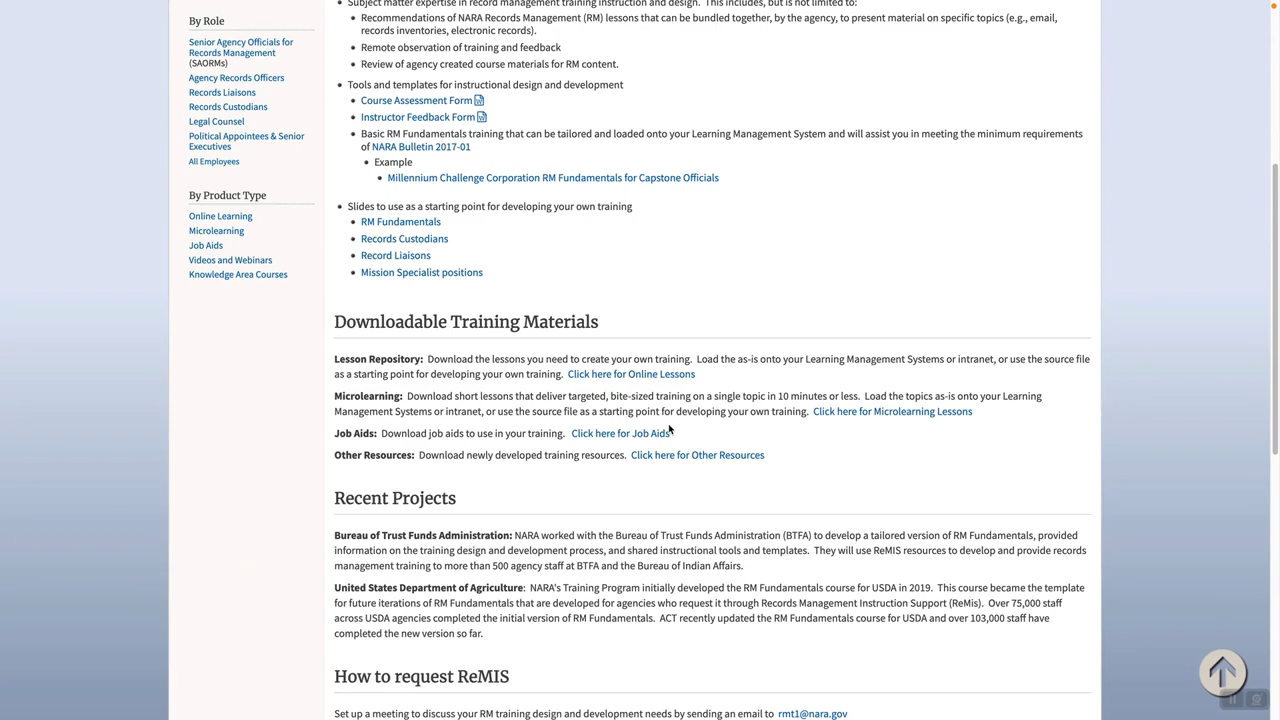 By Role
Senior Agency Officials for
Records Management
(SAORMs)
Agency Records Officers
Records Liaisons
Records Custodians
Legal Counsel
Political Appointees & Senior
Executives
All Employees
By Product Type
Online Learning
Microlearning
Job Aids
Videos and Webinars
Knowledge Area Courses
Subject matter expertise in record management training instruction and design. This includes, but is not limited to:
Recommendations of NARA Records Management (RM) lessons that can be bundled together, by the agency, to present material on specific topics (e.g., email,
records inventories, electronic records).
Remote observation of training and feedback
Review of agency created course materials for RM content.
Tools and templates for instructional design and development
Course Assessment Form
Instructor Feedback Form
Basic RM Fundamentals training that can be tailored and loaded onto your Learning Management System and will assist you in meeting the minimum requirements
of NARA Bulletin 2017-01
Example
Millennium Challenge Corporation RM Fundamentals for Capstone Officials
Slides to use as a starting point for developing your own training
RM Fundamentals
Records Custodians
Record Liaisons
Mission Specialist positions
Downloadable Training Materials
Lesson Repository: Download the lessons you need to create your own training. Load the as-is onto your Learning Management Systems or intranet, or use the source file
as a starting point for developing your own training. Click here for Online Lessons
Microlearning: Download short lessons that deliver targeted, bite-sized training on a single topic in 10 minutes or less. Load the topics as-is onto your Learning
Management Systems or intranet, or use the source file as a starting point for developing your own training. Click here for Microlearning Lessons
Job Aids: Download job aids to use in your training. Click here for Job Aids
Other Resources: Download newly developed training resources. Click here for Other Resources
Recent Projects
Bureau of Trust Funds Administration: NARA worked with the Bureau of Trust Funds Administration (BTFA) to develop a tailored version of RM Fundamentals, provided
information on the training design and development process, and shared instructional tools and templates. They will use ReMIS resources to develop and provide records
management training to more than 500 agency staff at BTFA and the Bureau of Indian Affairs.
United States Department of Agriculture: NARA's Training Program initially developed the RM Fundamentals course for USDA in 2019. This course became the template
for future iterations of RM Fundamentals that are developed for agencies who request it through Records Management Instruction Support (ReMis). Over 75,000 staff
across USDA agencies completed the initial version of RM Fundamentals. ACT recently updated the RM Fundamentals course for USDA and over 103,000 staff have
completed the new version so far.
How to request ReMIS
Set up a meeting to discuss your RM training design and development needs by sending an email to rmt1@nara.gov